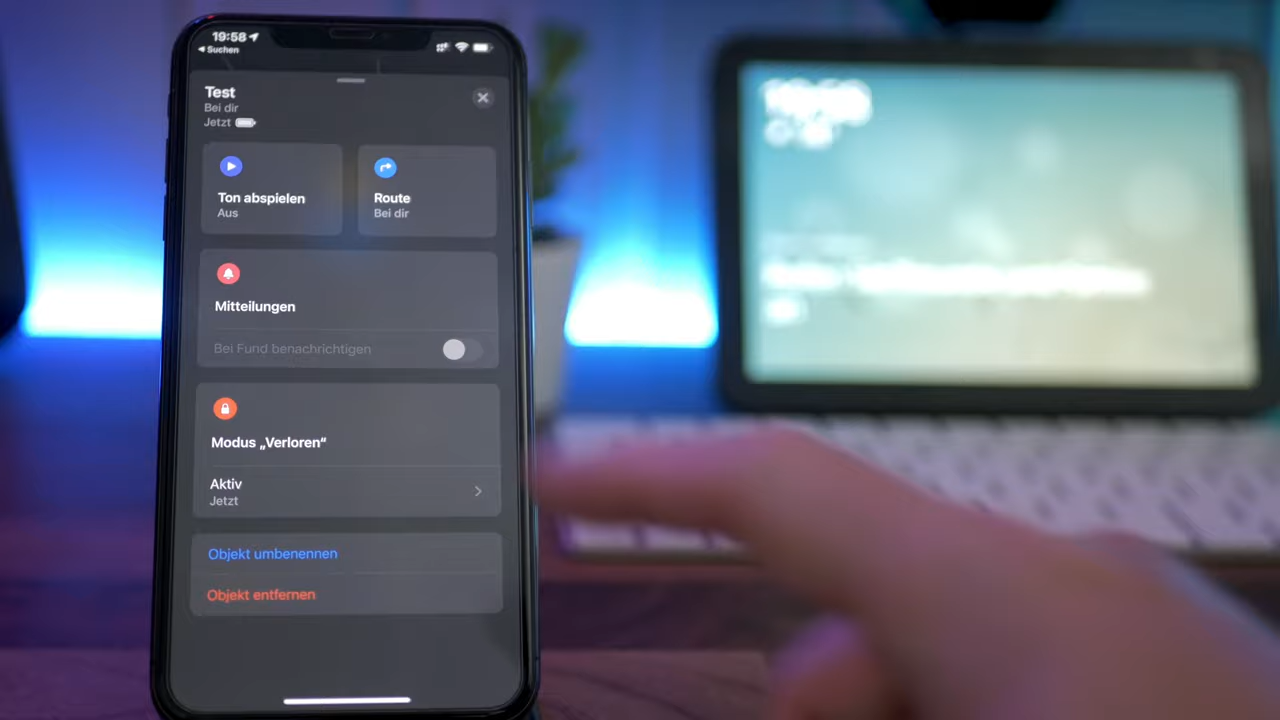 19:58
Suchen
Test
Bei dir
Jetzt
Ton abspielen
Aus
Route
Bei dir
Mitteilungen
Bei Fund benachrichtigen
Modus „Verloren“
Aktiv
Jetzt
Objekt umbenennen
Objekt entfernen